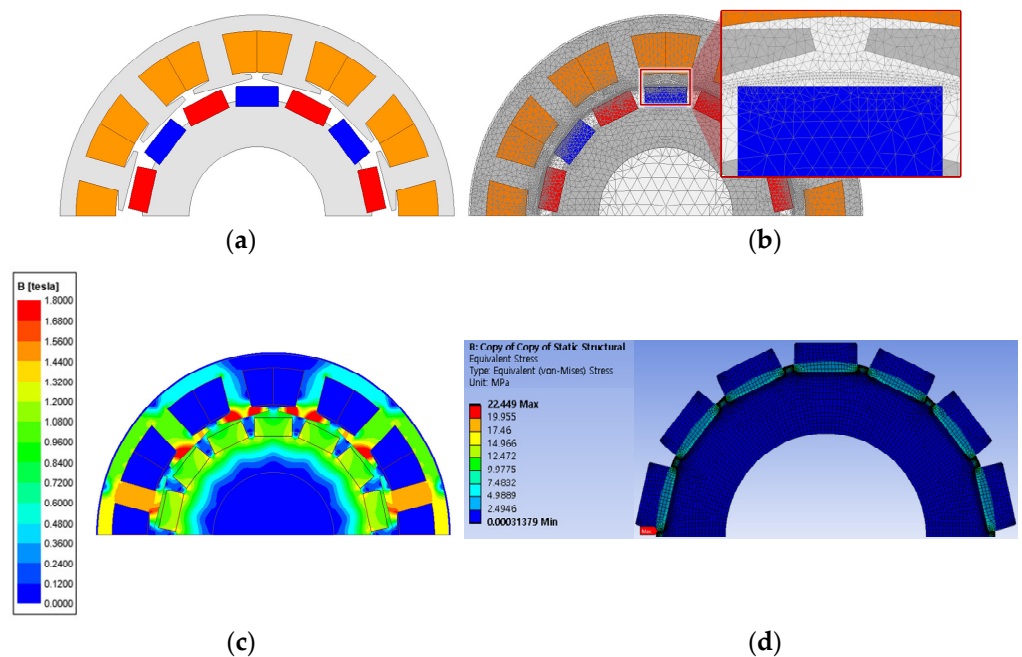 (a)
(b)
B [tesla]
1.8000
1.6800
1.5600
1.4400
1.3200
1.2000
1.0800
0.9600
0.8400
0.7200
0.6000
0.4800
0.3600
0.2400
0.1200
0.0000
B: Copy of Copy of Static Structural
Equivalent Stress
Type: Equivalent (von-Mises) Stress
Unit: MPa
22.449 Max
19.955
17.46
14.966
12.472
9.9775
7.4832
4.9889
2.4946
0.00031379 Min
Max
(c)
(d)